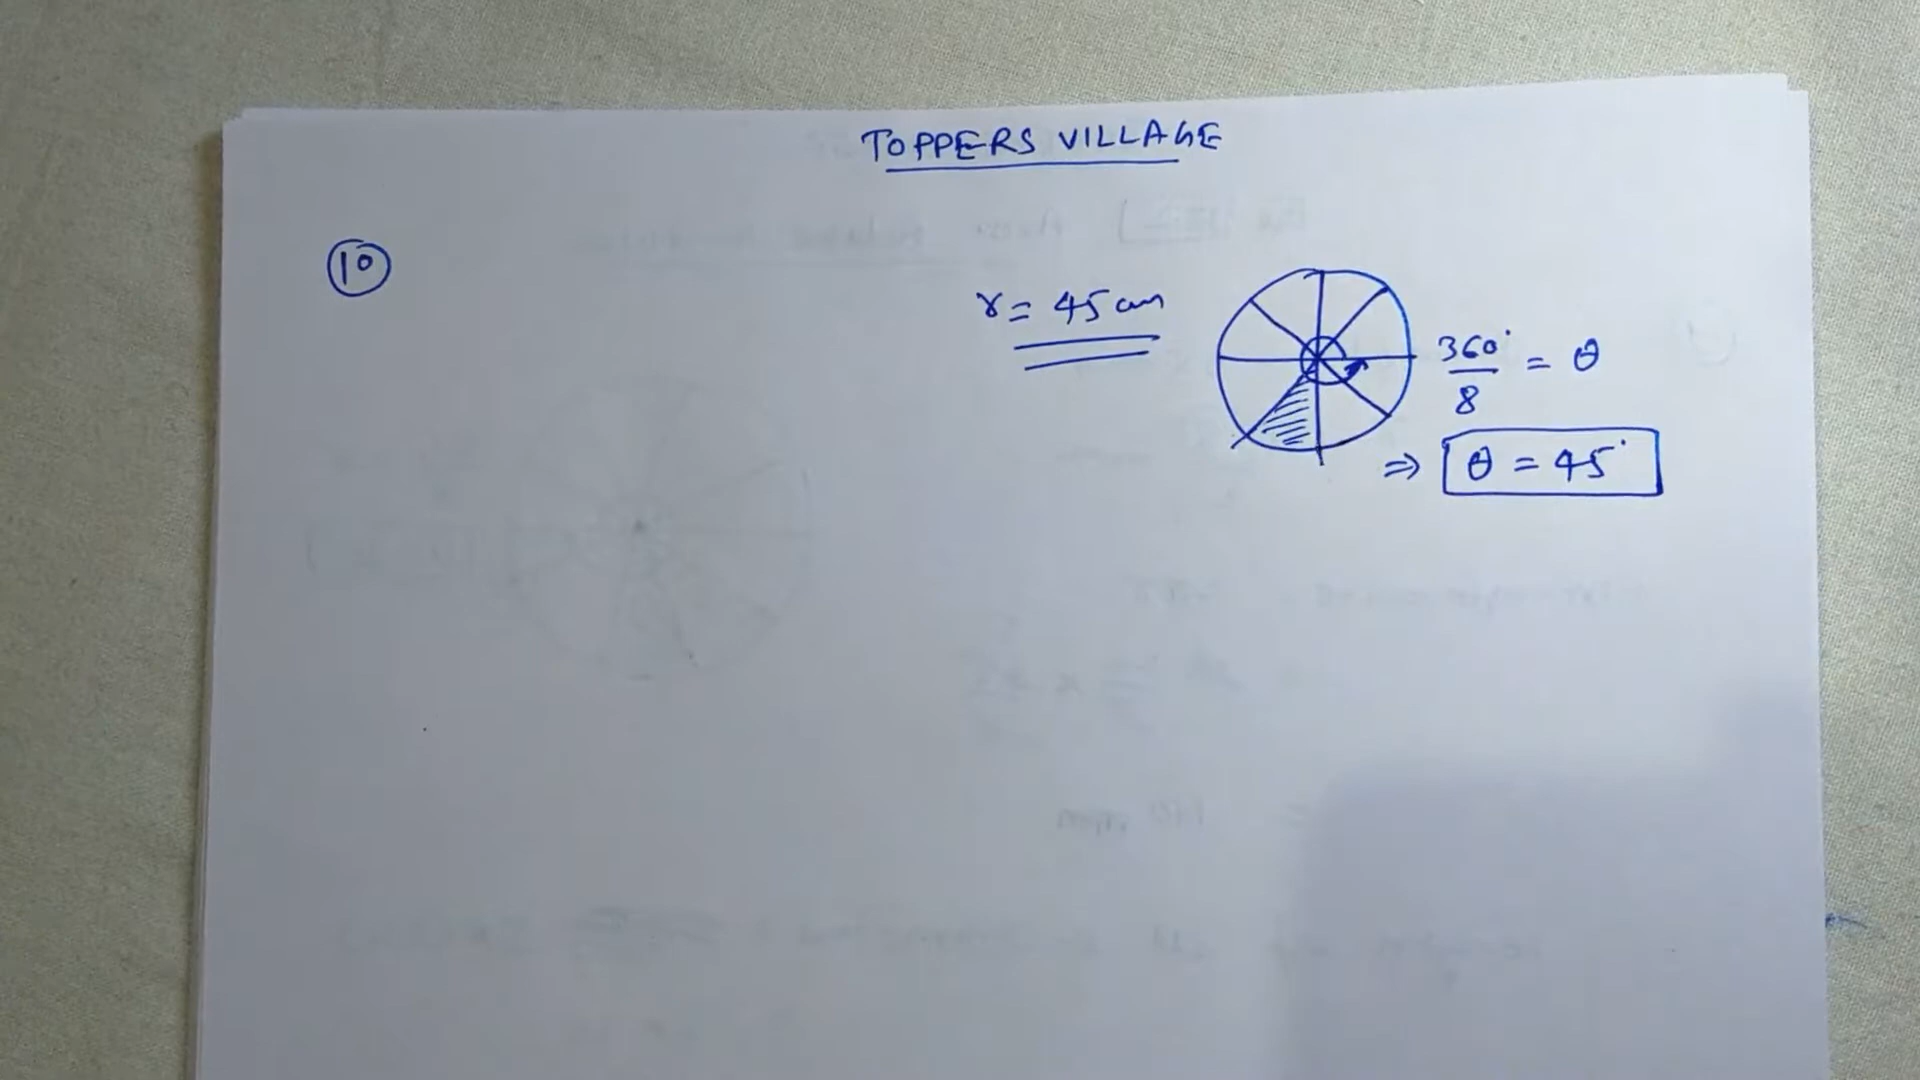 TOPPERS VILLAGE
10
r = 45 cm
360° / 8 = θ
⇒ θ = 45°